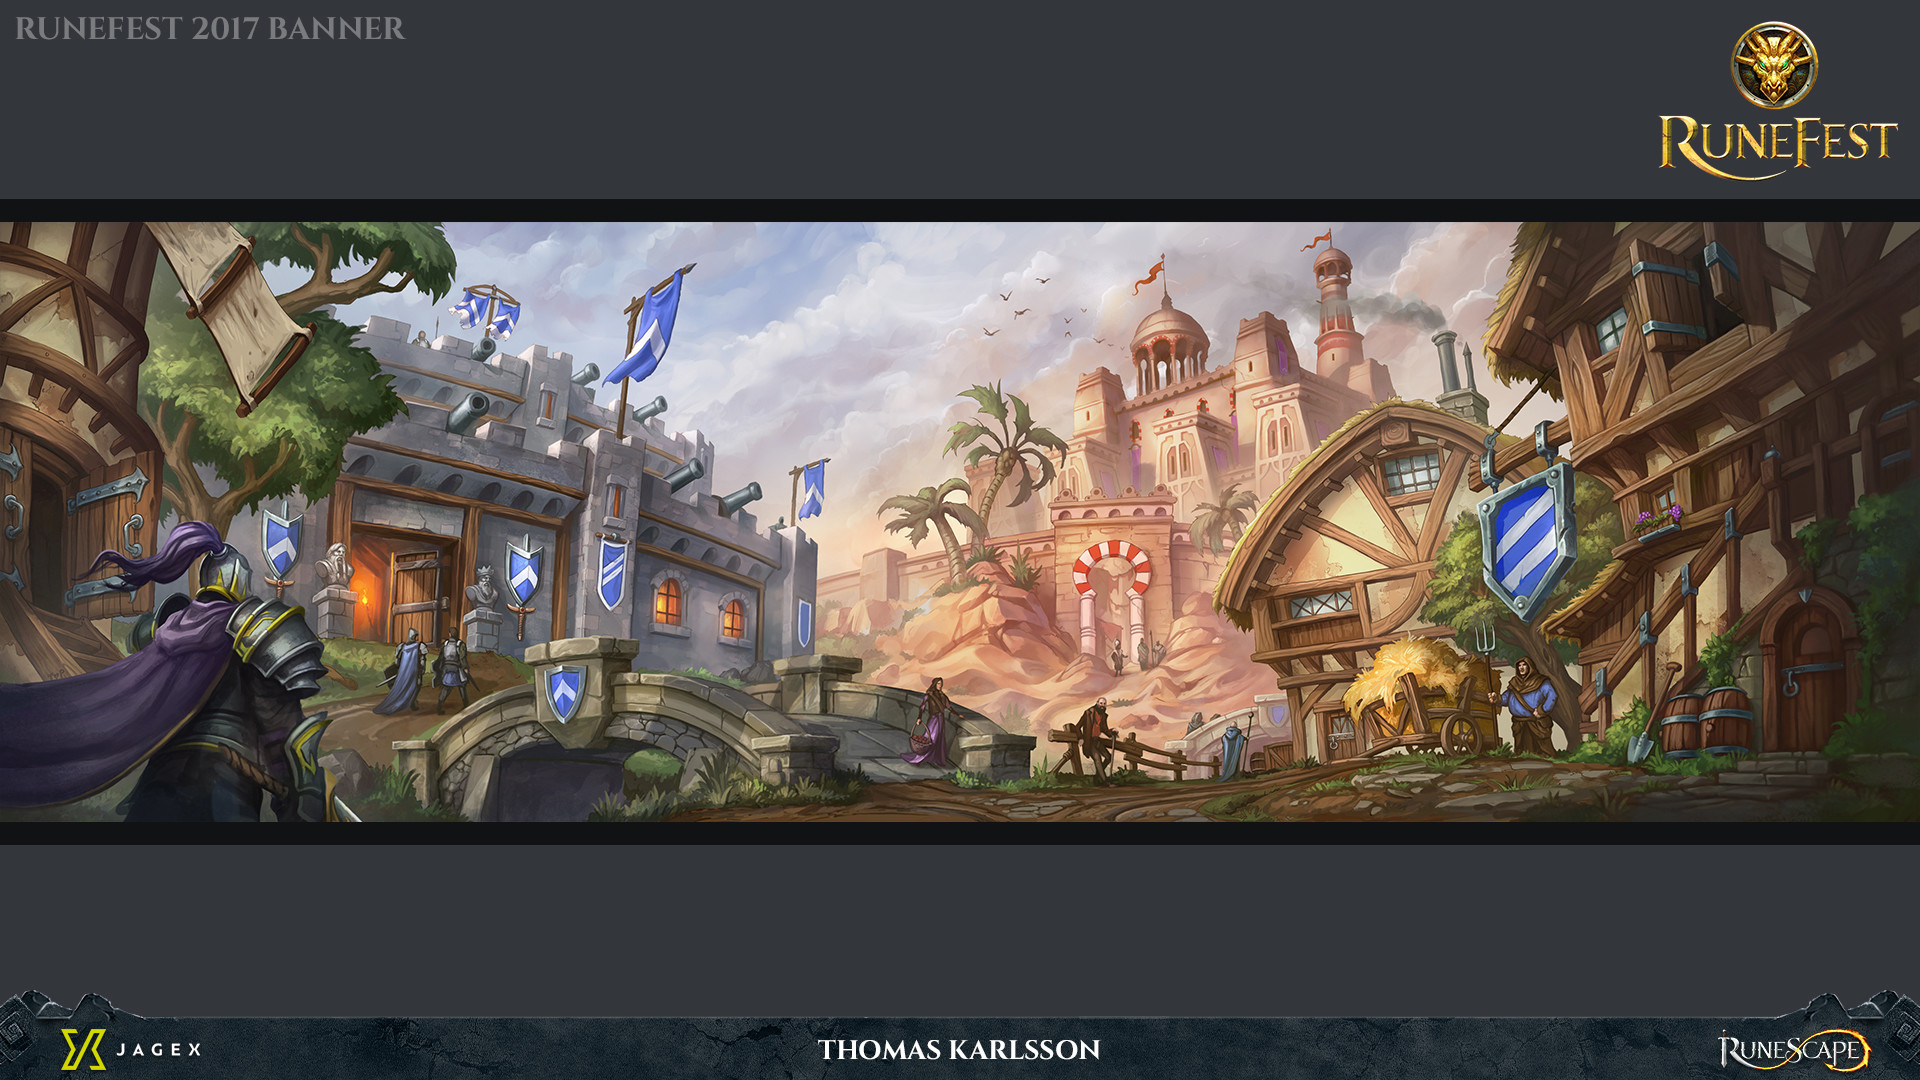 RUNEFEST 2017 BANNER
RUNEFEST
JAGEX
THOMAS KARLSSON
RUNESCAPE